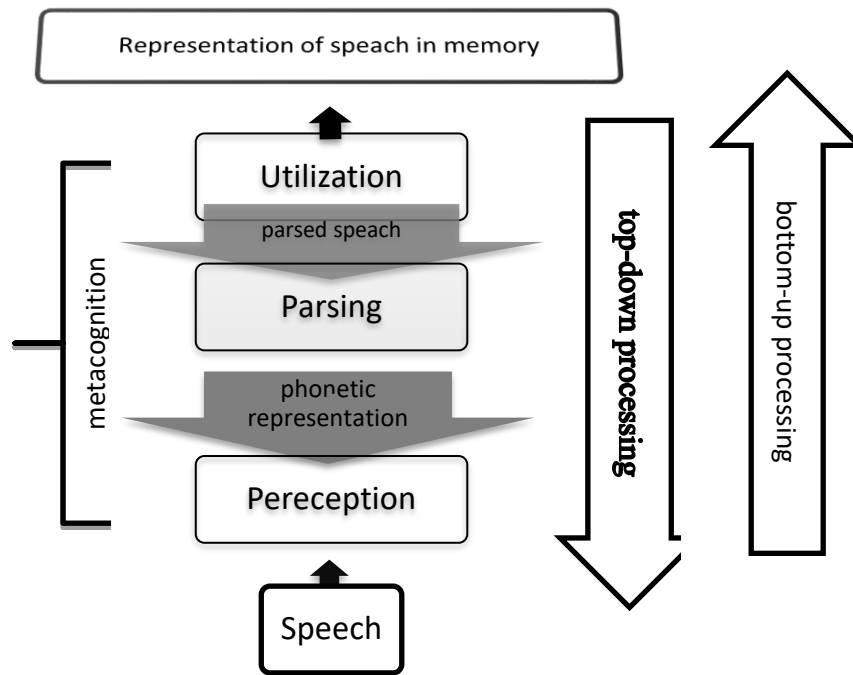 Representation of speach in memory
Utilization
parsed speach
Parsing
phonetic
representation
Pereception
Speech
metacognition
top-down processing
bottom-up processing